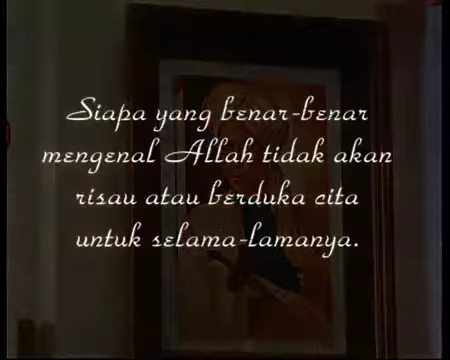 Siapa yang benar-benar
mengenal Allah tidak akan
risau atau berduka cita
untuk selama-lamanya.